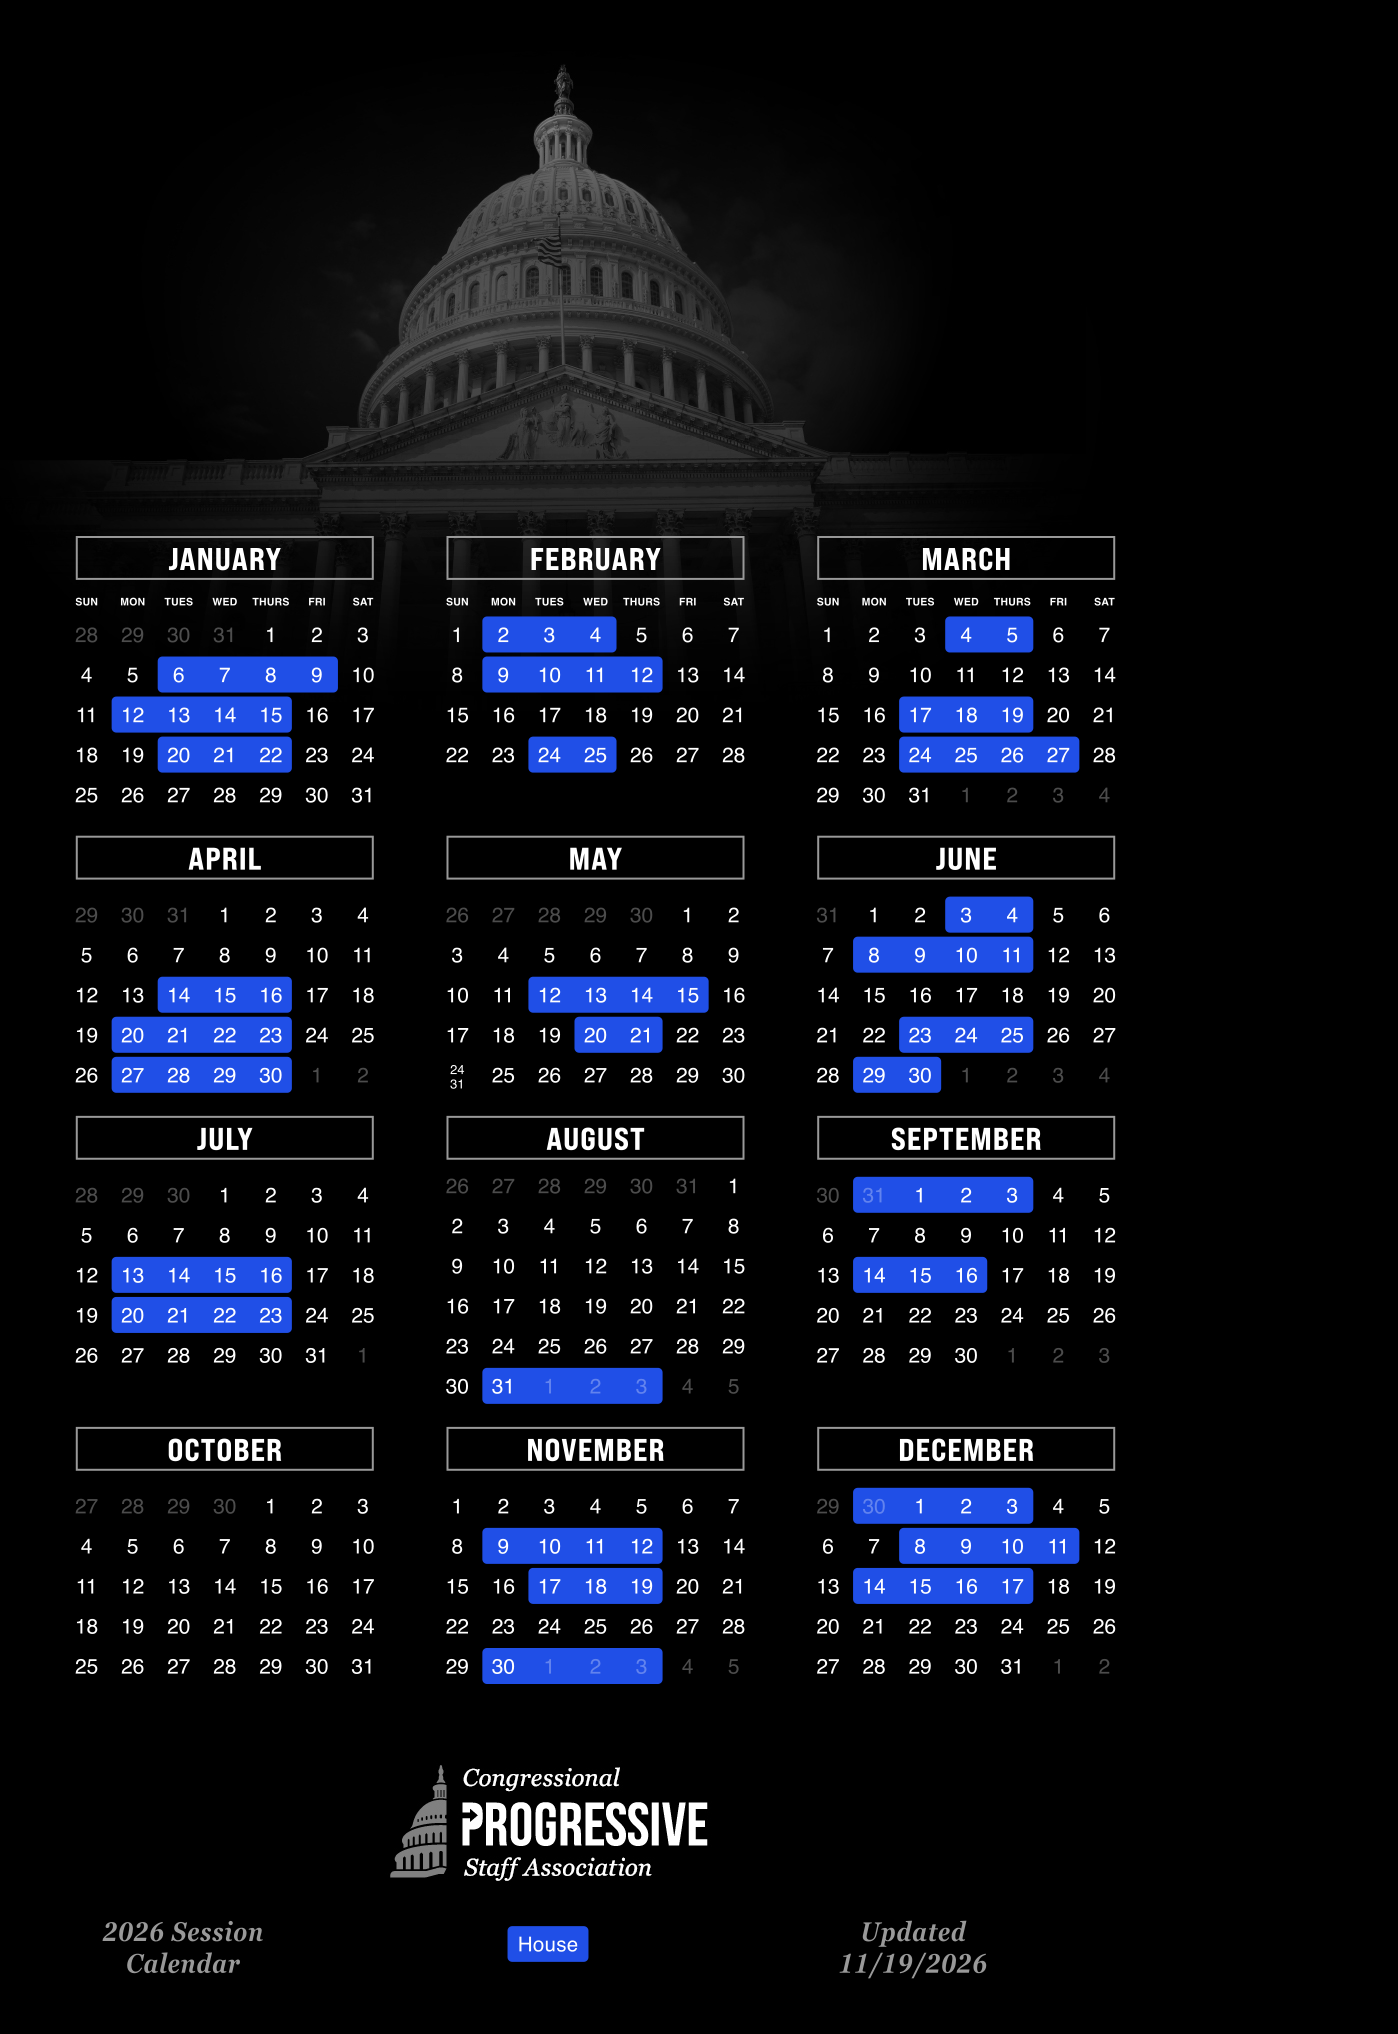 JANUARY
SUN MON TUES WED THURS FRI SAT
28 29 30 31 1 2 3
4 5 6 7 8 9 10
11 12 13 14 15 16 17
18 19 20 21 22 23 24
25 26 27 28 29 30 31
FEBRUARY
SUN MON TUES WED THURS FRI SAT
1 2 3 4 5 6 7
8 9 10 11 12 13 14
15 16 17 18 19 20 21
22 23 24 25 26 27 28
MARCH
SUN MON TUES WED THURS FRI SAT
1 2 3 4 5 6 7
8 9 10 11 12 13 14
15 16 17 18 19 20 21
22 23 24 25 26 27 28
29 30 31 1 2 3 4
APRIL
29 30 31 1 2 3 4
5 6 7 8 9 10 11
12 13 14 15 16 17 18
19 20 21 22 23 24 25
26 27 28 29 30 1 2
MAY
26 27 28 29 30 1 2
3 4 5 6 7 8 9
10 11 12 13 14 15 16
17 18 19 20 21 22 23
24
31 25 26 27 28 29 30
JUNE
31 1 2 3 4 5 6
7 8 9 10 11 12 13
14 15 16 17 18 19 20
21 22 23 24 25 26 27
28 29 30 1 2 3 4
JULY
28 29 30 1 2 3 4
5 6 7 8 9 10 11
12 13 14 15 16 17 18
19 20 21 22 23 24 25
26 27 28 29 30 31 1
AUGUST
26 27 28 29 30 31 1
2 3 4 5 6 7 8
9 10 11 12 13 14 15
16 17 18 19 20 21 22
23 24 25 26 27 28 29
30 31 1 2 3 4 5
SEPTEMBER
30 31 1 2 3 4 5
6 7 8 9 10 11 12
13 14 15 16 17 18 19
20 21 22 23 24 25 26
27 28 29 30 1 2 3
OCTOBER
27 28 29 30 1 2 3
4 5 6 7 8 9 10
11 12 13 14 15 16 17
18 19 20 21 22 23 24
25 26 27 28 29 30 31
NOVEMBER
1 2 3 4 5 6 7
8 9 10 11 12 13 14
15 16 17 18 19 20 21
22 23 24 25 26 27 28
29 30 1 2 3 4 5
DECEMBER
29 30 1 2 3 4 5
6 7 8 9 10 11 12
13 14 15 16 17 18 19
20 21 22 23 24 25 26
27 28 29 30 31 1 2
Congressional
PROGRESSIVE
Staff Association
2026 Session
Calendar
House
Updated
11/19/2026